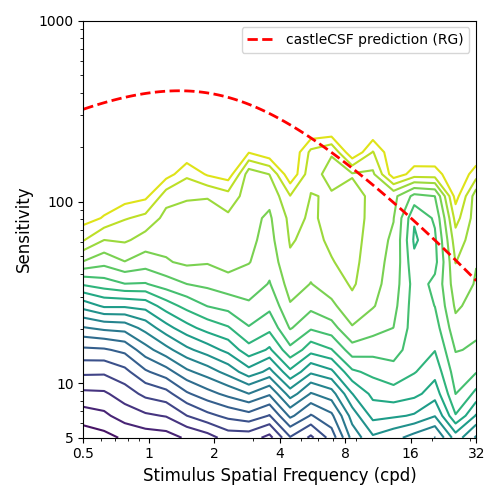 1000
castleCSF prediction (RG)
100
10
5
Sensitivity
0.5 1 2 4 8 16 32
Stimulus Spatial Frequency (cpd)